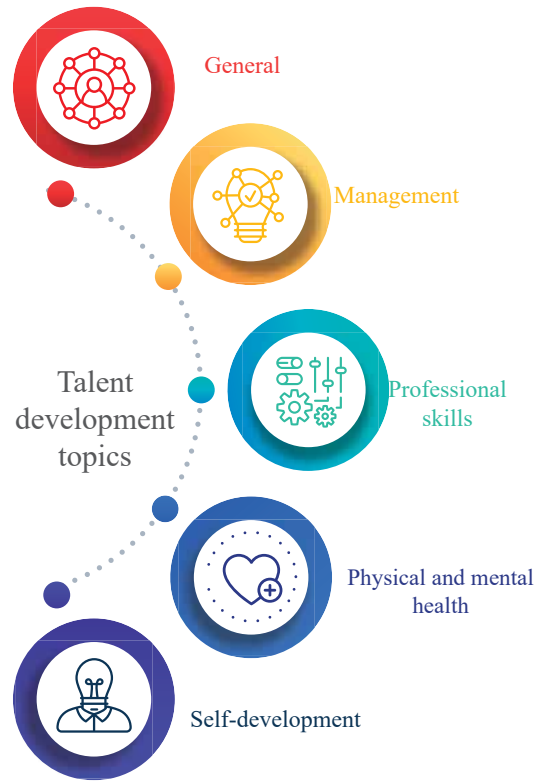 General
Management
Talent
development
topics
Professional
skills
Physical and mental
health
Self-development